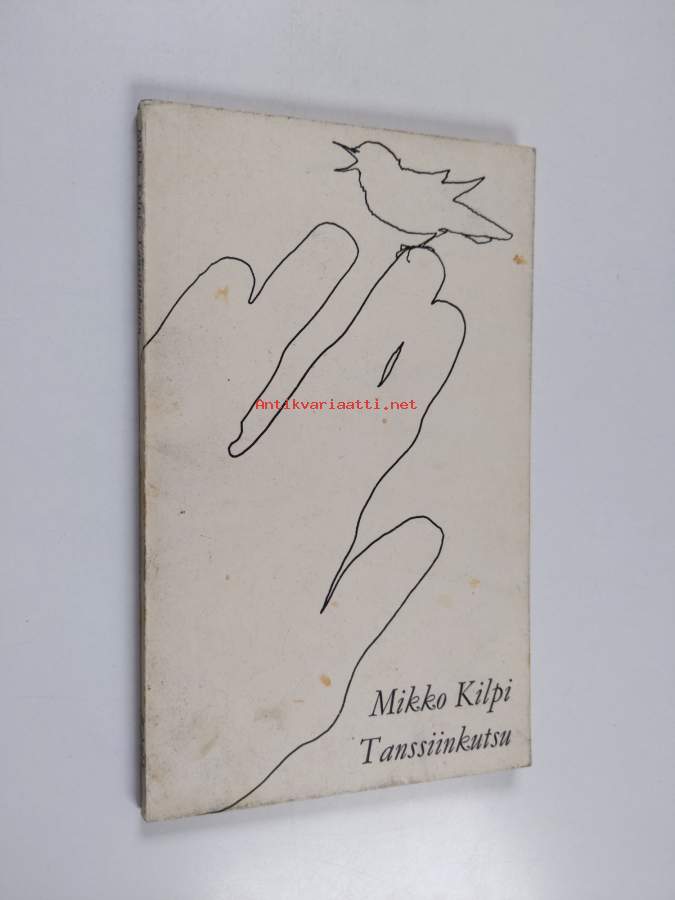 Antikvariaatti.net
Mikko Kilpi
Tanssiinkutsu